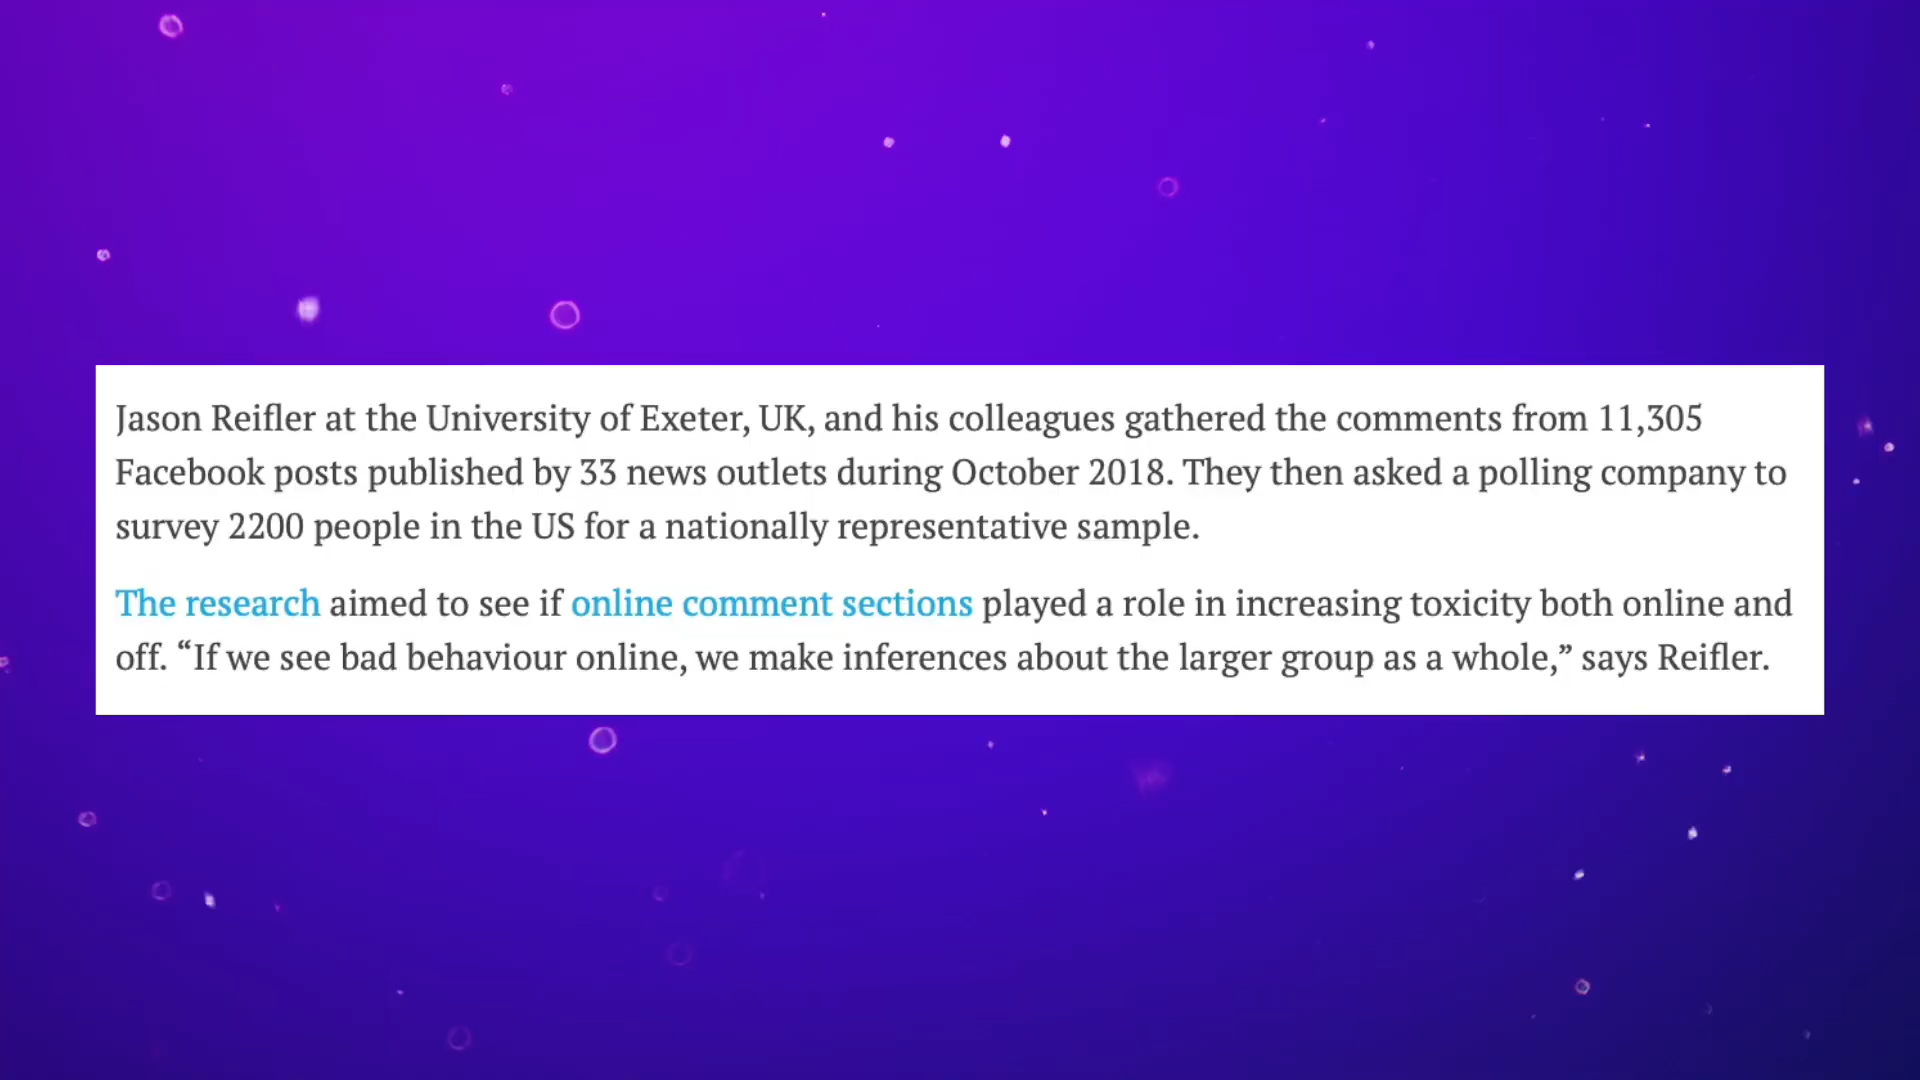 Jason Reifler at the University of Exeter, UK, and his colleagues gathered the comments from 11,305
Facebook posts published by 33 news outlets during October 2018. They then asked a polling company to
survey 2200 people in the US for a nationally representative sample.
The research aimed to see if online comment sections played a role in increasing toxicity both online and
off. “If we see bad behaviour online, we make inferences about the larger group as a whole,” says Reifler.